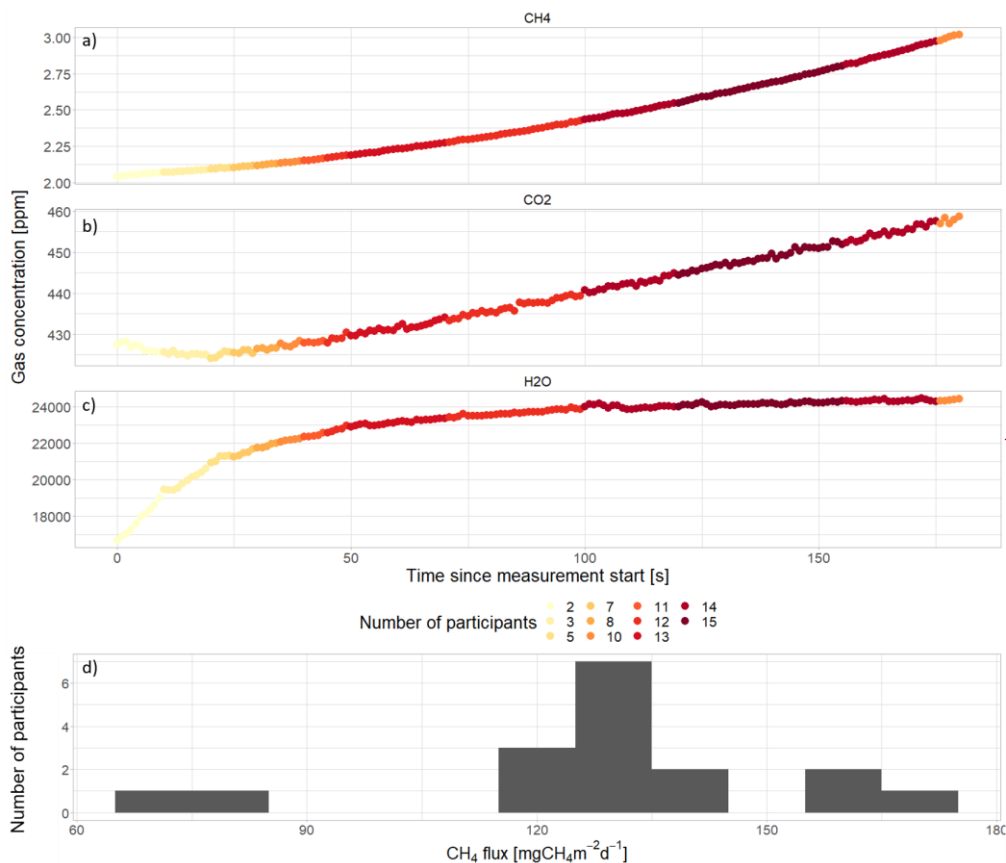 CH4
a)
3.00
2.75
2.50
2.25
2.00
CO2
b)
460
450
440
430
Gas concentration [ppm]
H2O
c)
24000
22000
20000
18000
0 50 100 150
Time since measurement start [s]
Number of participants
2 7 11 14
3 8 12 15
5 10 13
d)
Number of participants
6
4
2
0
60 90 120 150 180
CH₄ flux [mgCH₄m⁻²d⁻¹]